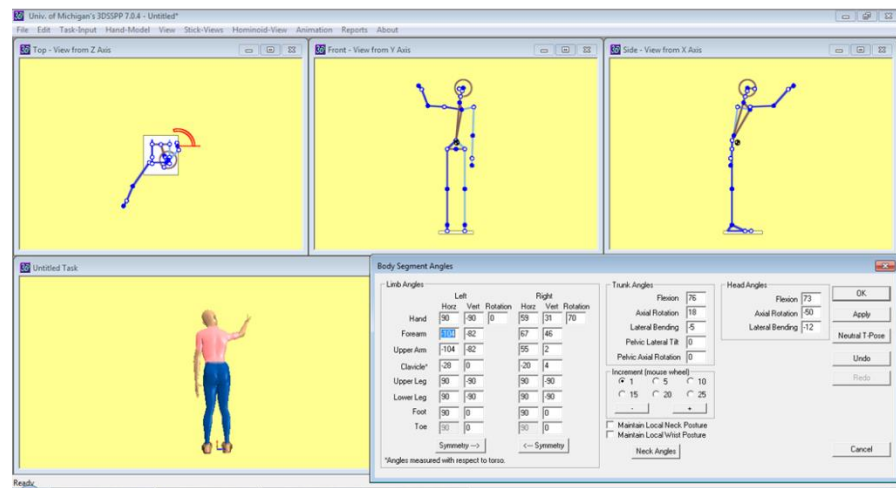 Univ. of Michigan's 3DSSPP 7.0.4 - Untitled*
File Edit Task-Input Hand-Model View Stick-Views Hominoid-View Animation Reports About
Top - View from Z Axis
Front - View from Y Axis
Side - View from X Axis
Untitled Task
Body Segment Angles
Limb Angles
Left Right
Horz Vert Rotation Horz Vert Rotation
Hand 90 -90 0 59 31 70
Forearm -104 -82 67 46
Upper Arm -104 -82 55 2
Clavicle* -28 0 -20 4
Upper Leg 90 -90 90 -90
Lower Leg 90 -90 90 -90
Foot 90 0 90 0
Toe 90 0 90 0
Symmetry --> <-- Symmetry
*Angles measured with respect to torso.
Trunk Angles
Flexion 76
Axial Rotation 18
Lateral Bending -5
Pelvic Lateral Tilt 0
Pelvic Axial Rotation 0
Increment (mouse wheel)
1 5 10
15 20 25
- +
Maintain Local Neck Posture
Maintain Local Wrist Posture
Neck Angles
Head Angles
Flexion 73
Axial Rotation -50
Lateral Bending -12
OK
Apply
Neutral T-Pose
Undo
Redo
Cancel
Ready